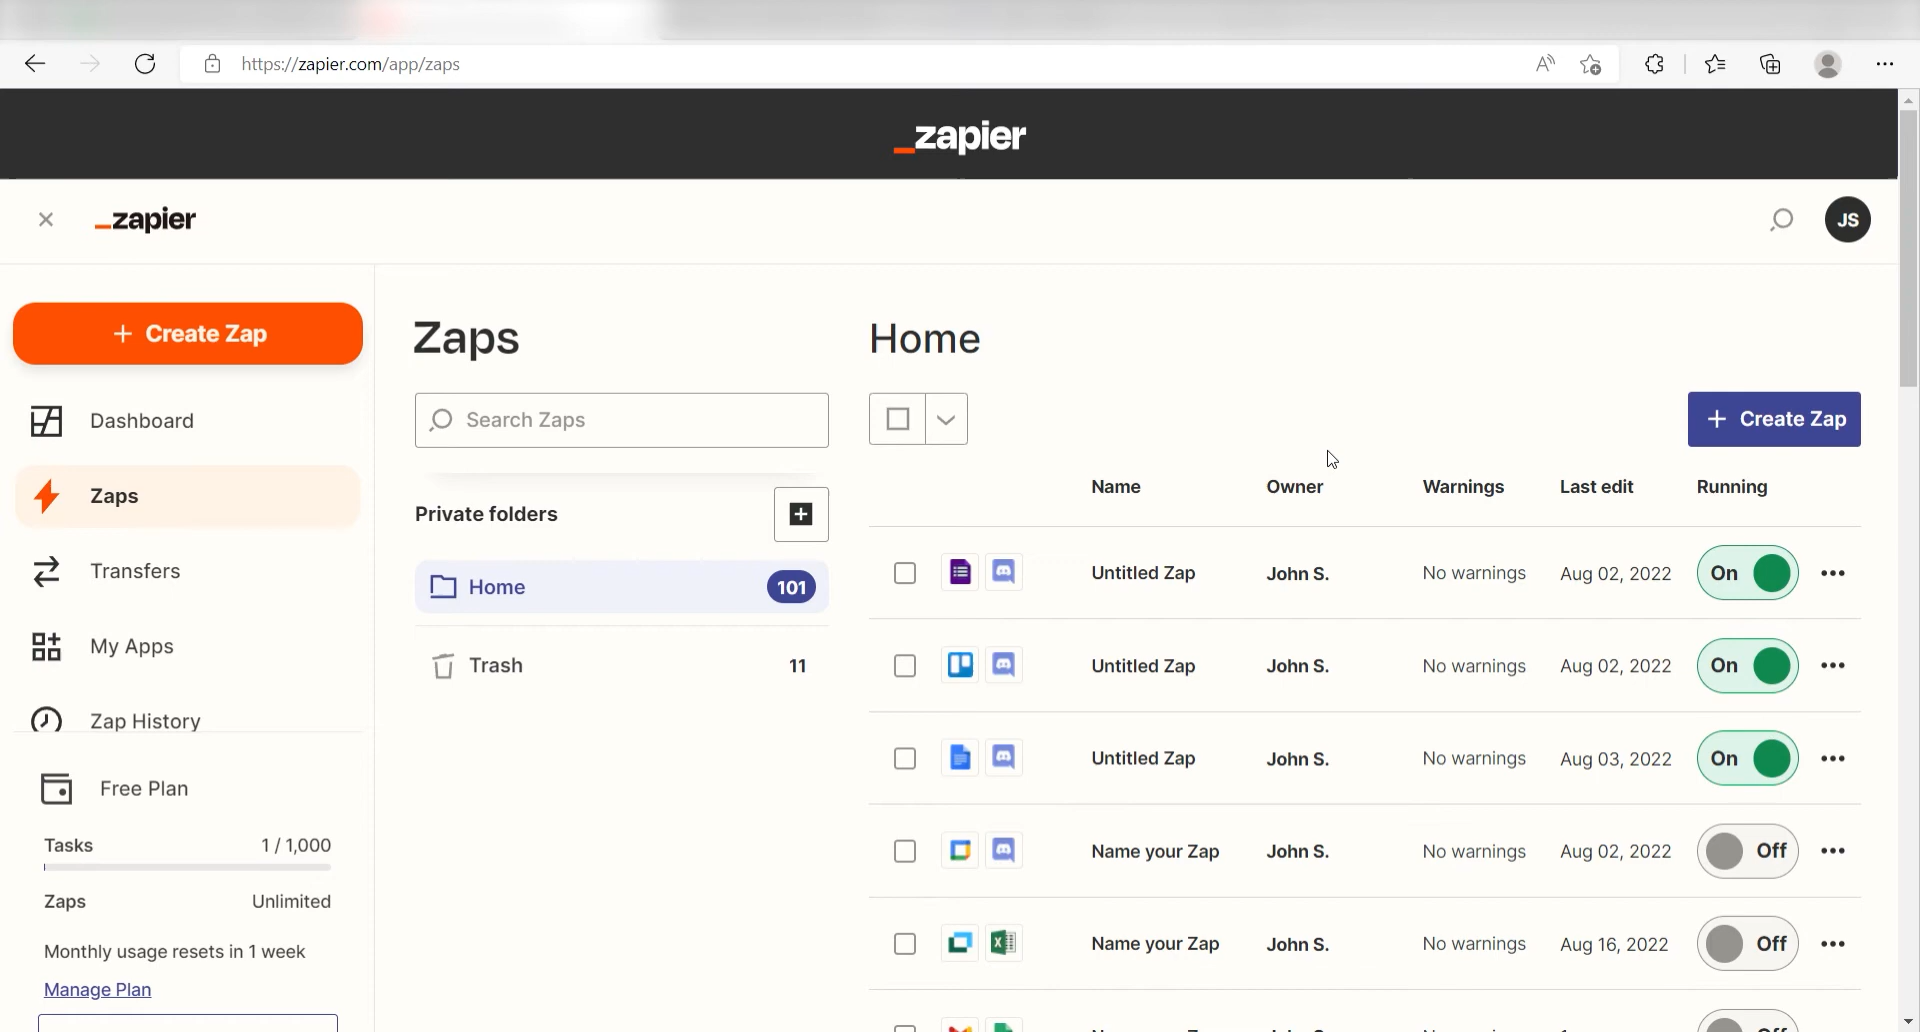 https://zapier.com/app/zaps
zapier
zapier
JS
+ Create Zap
Dashboard
Zaps
Transfers
My Apps
Zap History
Free Plan
Tasks 1 / 1,000
Zaps Unlimited
Monthly usage resets in 1 week
Manage Plan
Zaps
Search Zaps
Private folders
Home 101
Trash 11
Home
+ Create Zap
Name Owner Warnings Last edit Running
Untitled Zap John S. No warnings Aug 02, 2022 On
Untitled Zap John S. No warnings Aug 02, 2022 On
Untitled Zap John S. No warnings Aug 03, 2022 On
Name your Zap John S. No warnings Aug 02, 2022 Off
Name your Zap John S. No warnings Aug 16, 2022 Off